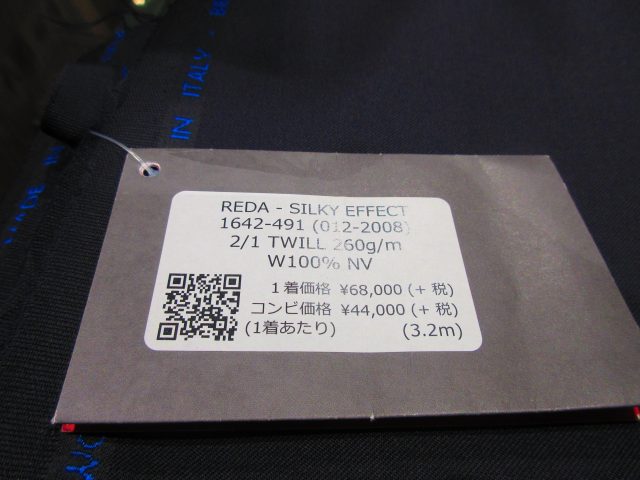 IN ITALY
REDA - SILKY EFFECT
1642-491 (012-2008)
2/1 TWILL 260g/m
W100% NV
1着価格 ¥68,000 (+ 税)
コンビ価格 ¥44,000 (+ 税)
(1着あたり) (3.2m)